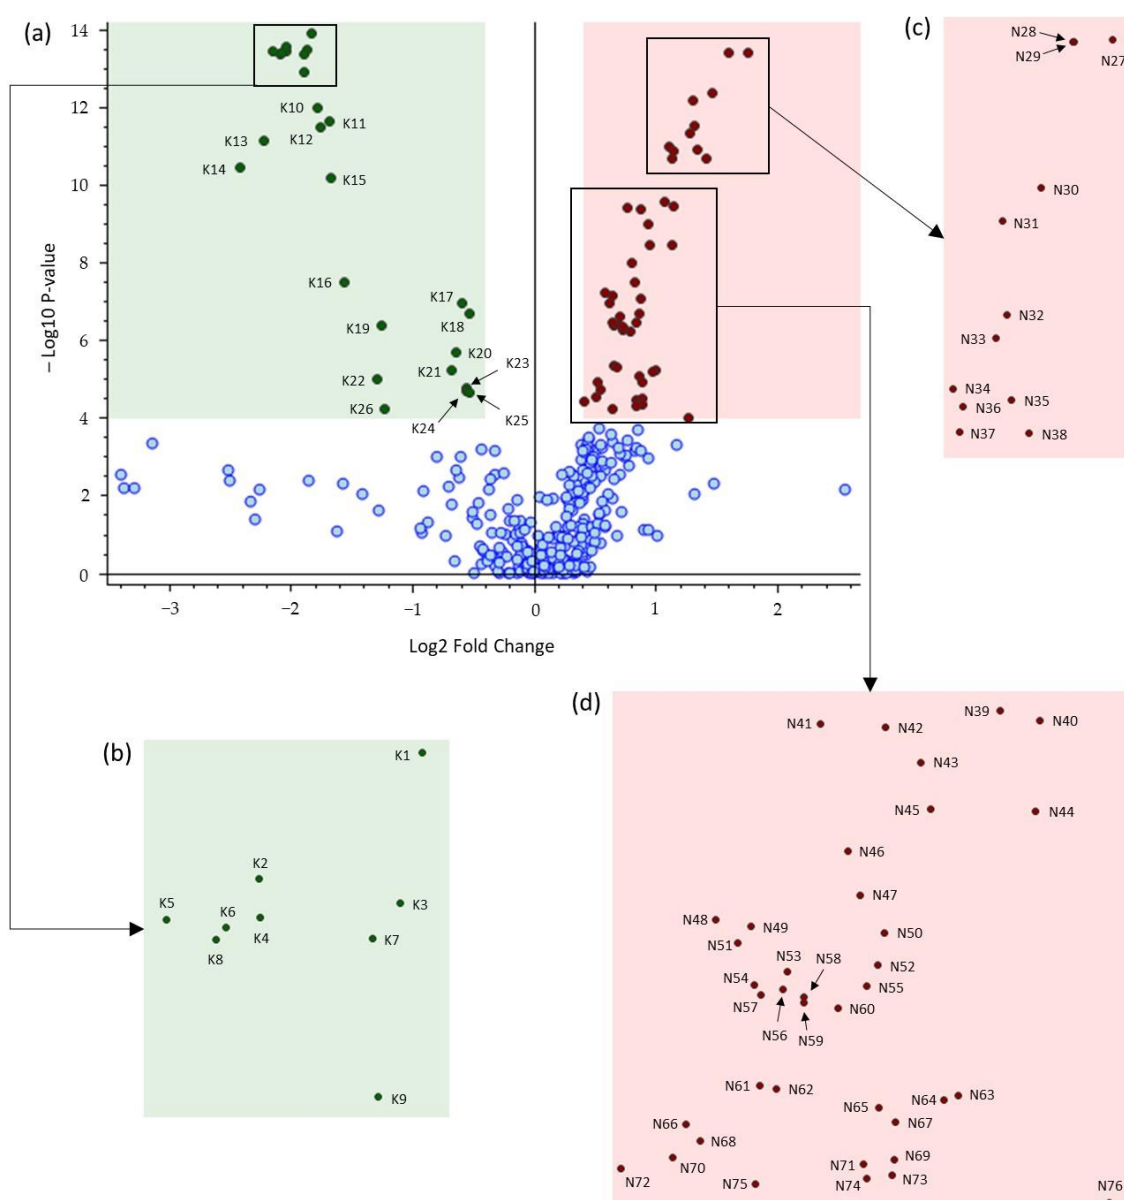 (a)
(c)
14
12
10
8
6
4
2
0
– Log10 P-value
K10
K11
K12
K13
K14
K15
K16
K17
K18
K19
K20
K21
K22
K23
K24
K25
K26
−3
−2
−1
0
1
2
Log2 Fold Change
N28
N29
N27
N30
N31
N32
N33
N34
N35
N36
N37
N38
(b)
K1
K2
K3
K5
K6
K4
K7
K8
K9
(d)
N39
N40
N41
N42
N43
N45
N44
N46
N47
N48
N49
N50
N51
N53
N58
N52
N54
N55
N57
N56
N59
N60
N61
N62
N64
N63
N65
N66
N67
N68
N70
N69
N71
N72
N75
N74
N73
N76